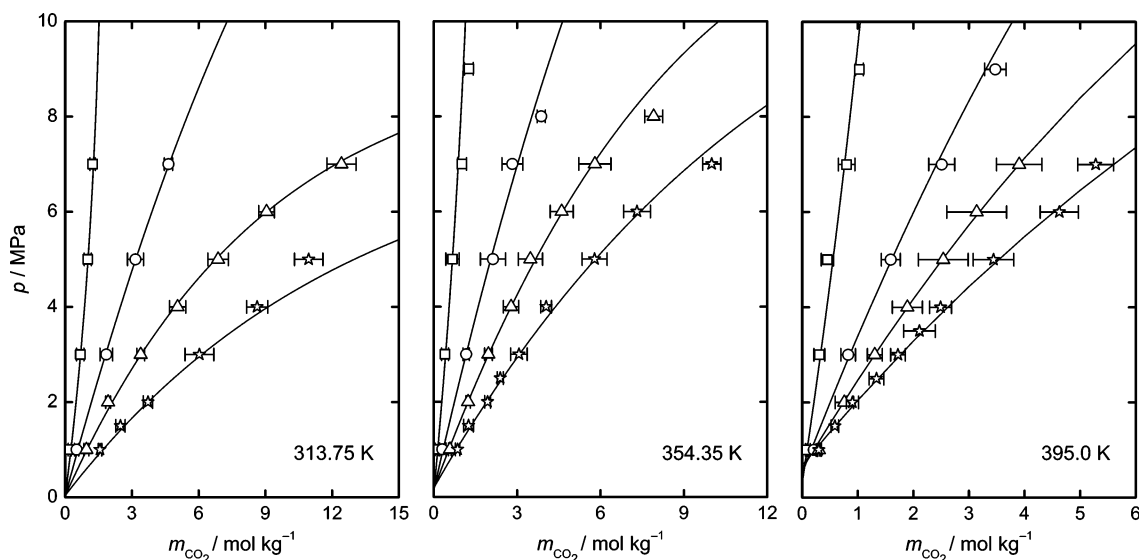 10
8
6
4
2
0
p / MPa
313.75 K
354.35 K
395.0 K
0 3 6 9 12 15
0 3 6 9 12
0 1 2 3 4 5 6
m_CO₂ / mol kg⁻¹
m_CO₂ / mol kg⁻¹
m_CO₂ / mol kg⁻¹